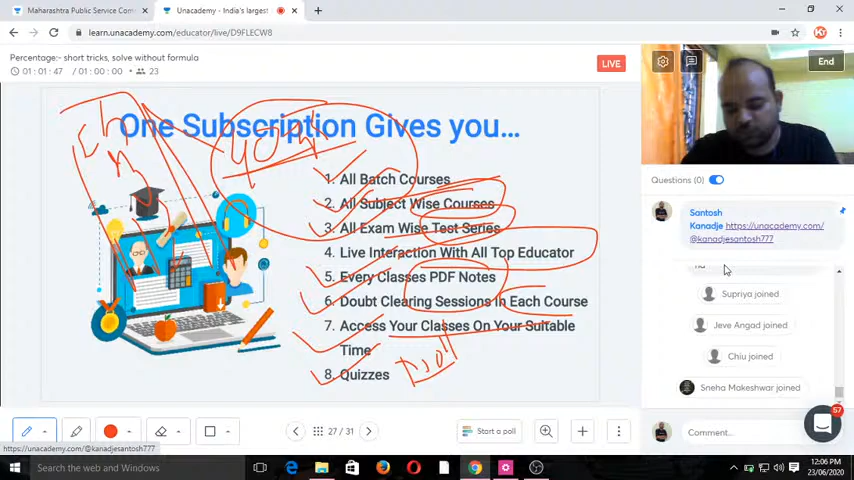 Maharashtra Public Service Com
Unacademy - India's largest
learn.unacademy.com/educator/live/D9FLECW8
Percentage:- short tricks, solve without formula
01:01:47 / 01:00:00 23
LIVE
End
One Subscription Gives you...
1. All Batch Courses
2. All Subject Wise Courses
3. All Exam Wise Test Series
4. Live Interaction With All Top Educator
5. Every Classes PDF Notes
6. Doubt Clearing Sessions In Each Course
7. Access Your Classes On Your Suitable
Time
8. Quizzes
Questions (0)
Santosh
Kanadje https://unacademy.com/
@kanadjesantosh777
Supriya joined
Jeve Angad joined
Chiu joined
Sneha Makeshwar joined
57
27 / 31
Start a poll
Comment...
https://unacademy.com/@kanadjesantosh777
Search the web and Windows
12:06 PM
23/06/2020